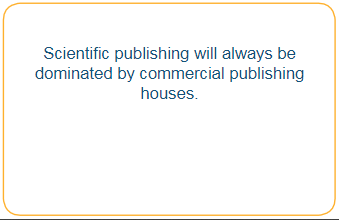 Scientific publishing will always be
dominated by commercial publishing
houses.